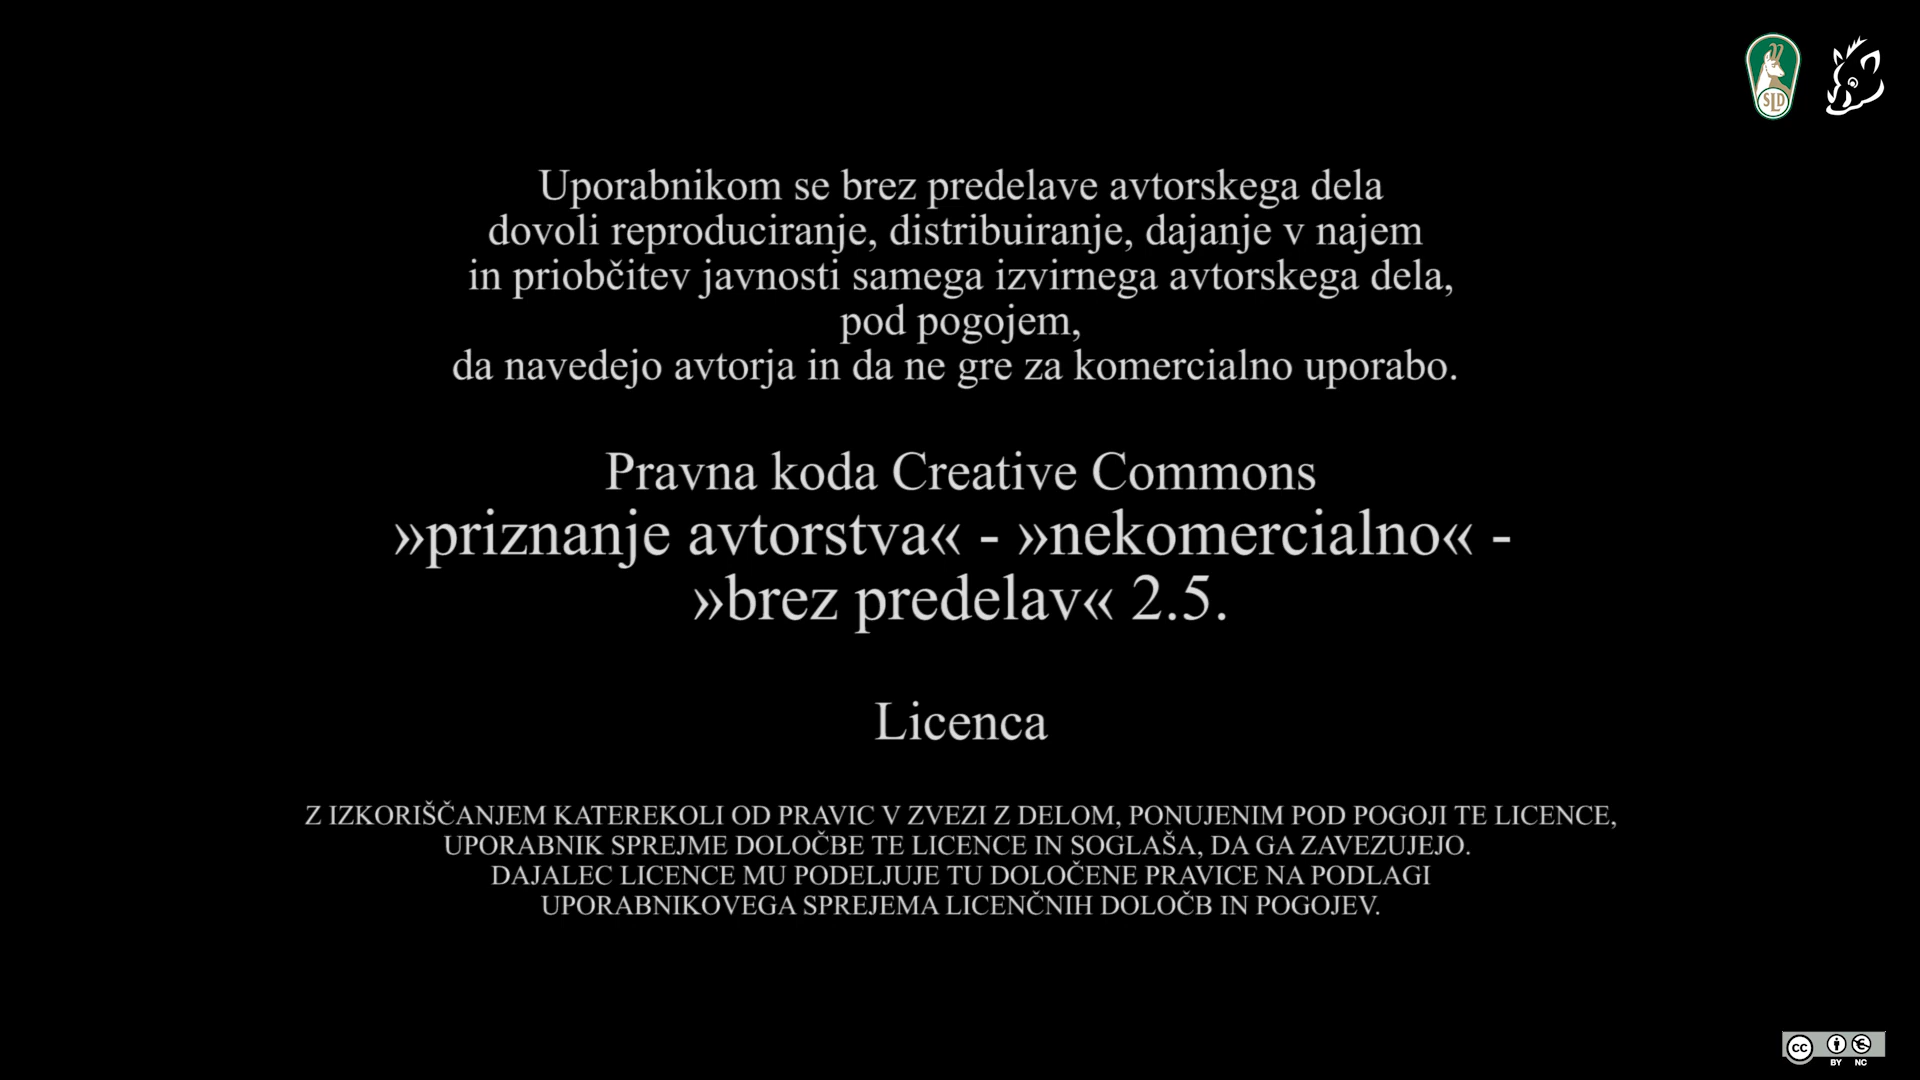 SLD
Uporabnikom se brez predelave avtorskega dela
dovoli reproduciranje, distribuiranje, dajanje v najem
in priobčitev javnosti samega izvirnega avtorskega dela,
pod pogojem,
da navedejo avtorja in da ne gre za komercialno uporabo.
Pravna koda Creative Commons
»priznanje avtorstva« - »nekomercialno« -
»brez predelav« 2.5.
Licenca
Z IZKORIŠČANJEM KATEREKOLI OD PRAVIC V ZVEZI Z DELOM, PONUJENIM POD POGOJI TE LICENCE,
UPORABNIK SPREJME DOLOČBE TE LICENCE IN SOGLAŠA, DA GA ZAVEZUJEJO.
DAJALEC LICENCE MU PODELJUJE TU DOLOČENE PRAVICE NA PODLAGI
UPORABNIKOVEGA SPREJEMA LICENČNIH DOLOČB IN POGOJEV.
cc
BY NC